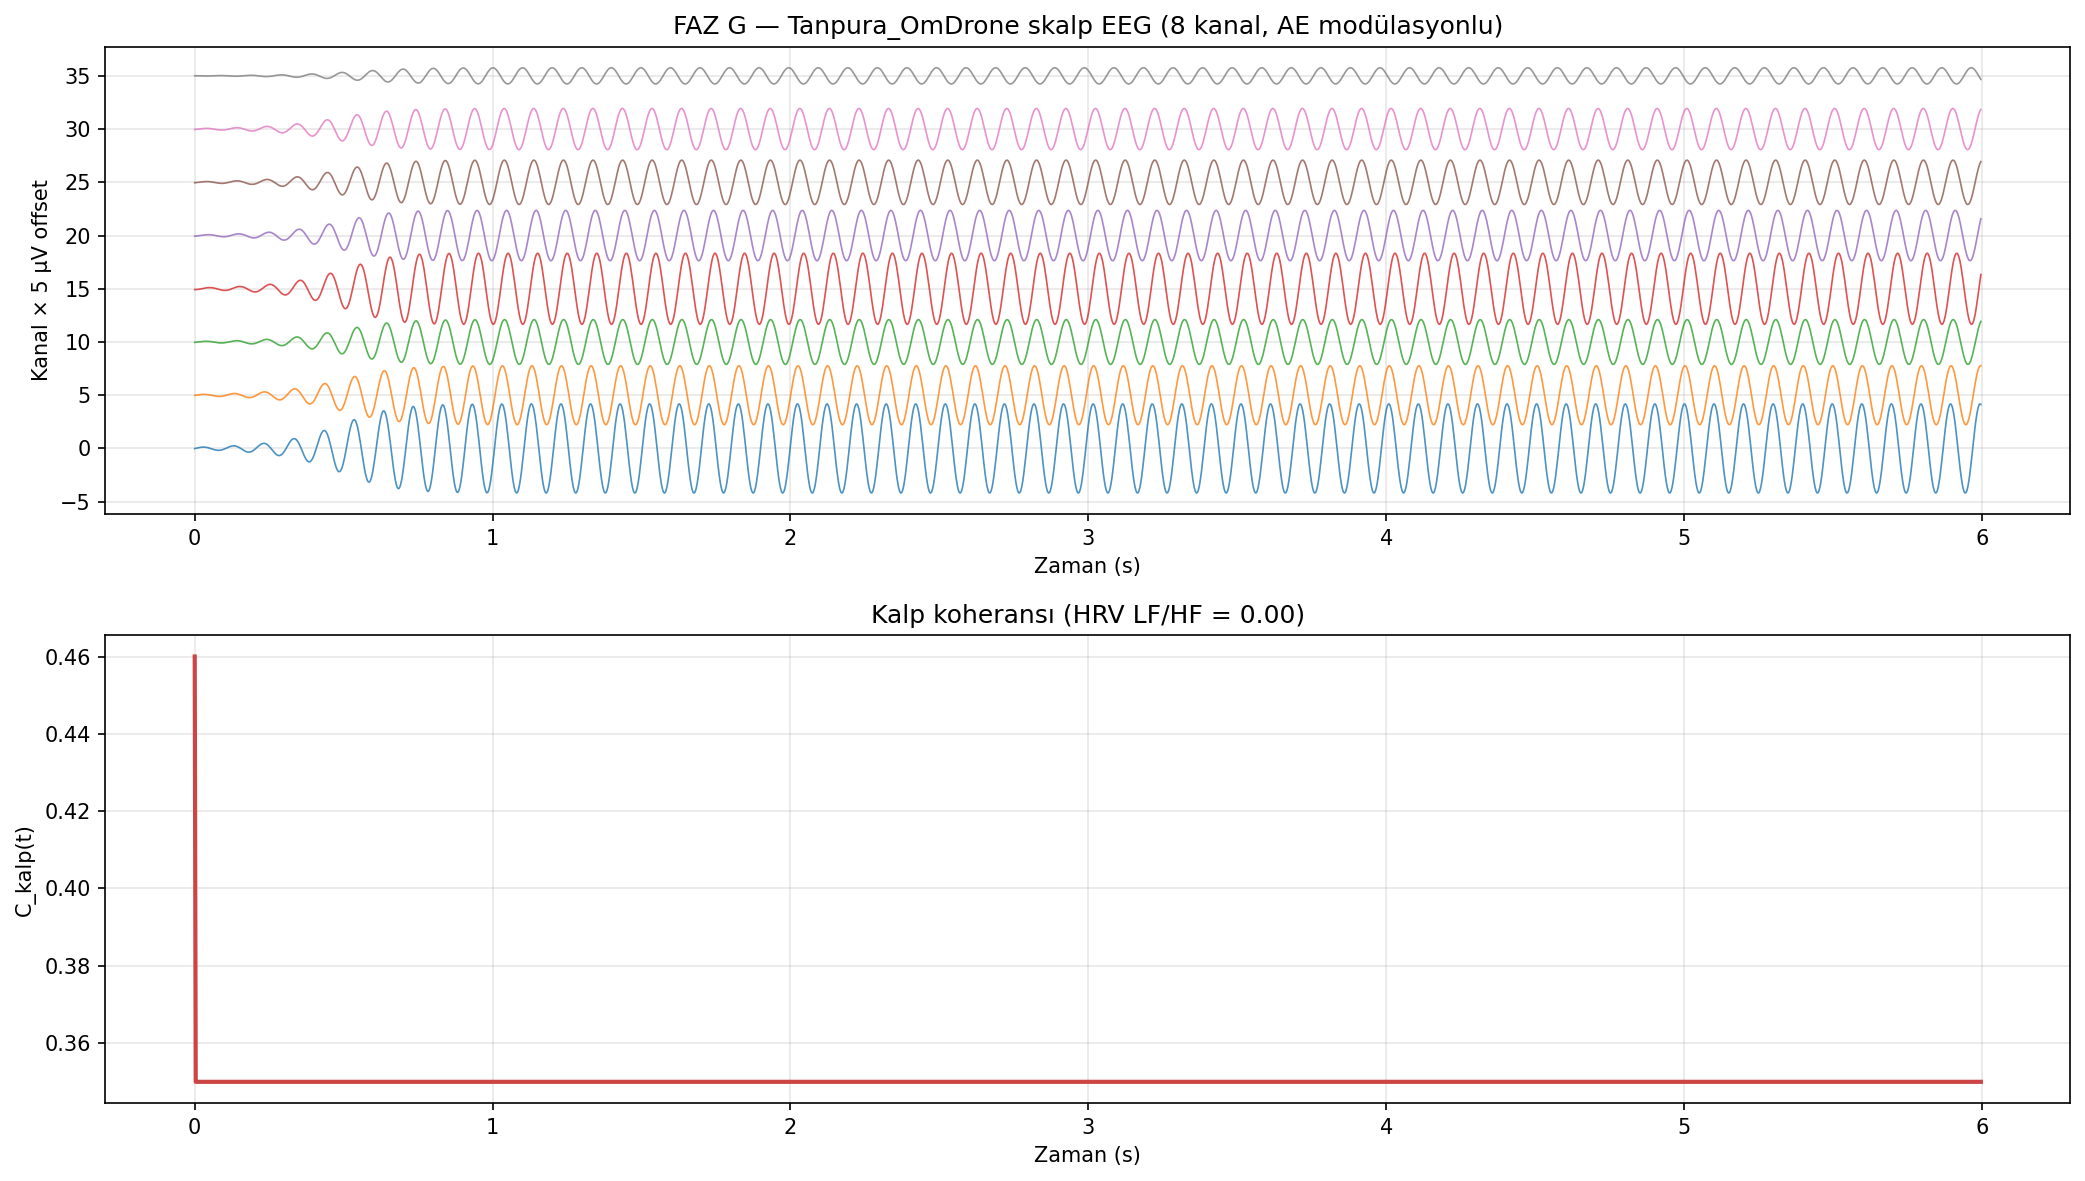 FAZ G — Tanpura_OmDrone skalp EEG (8 kanal, AE modülasyonlu)
Kanal × 5 µV offset
35
30
25
20
15
10
5
0
−5
0 1 2 3 4 5 6
Zaman (s)
Kalp koheransı (HRV LF/HF = 0.00)
C_kalp(t)
0.46
0.44
0.42
0.40
0.38
0.36
0 1 2 3 4 5 6
Zaman (s)